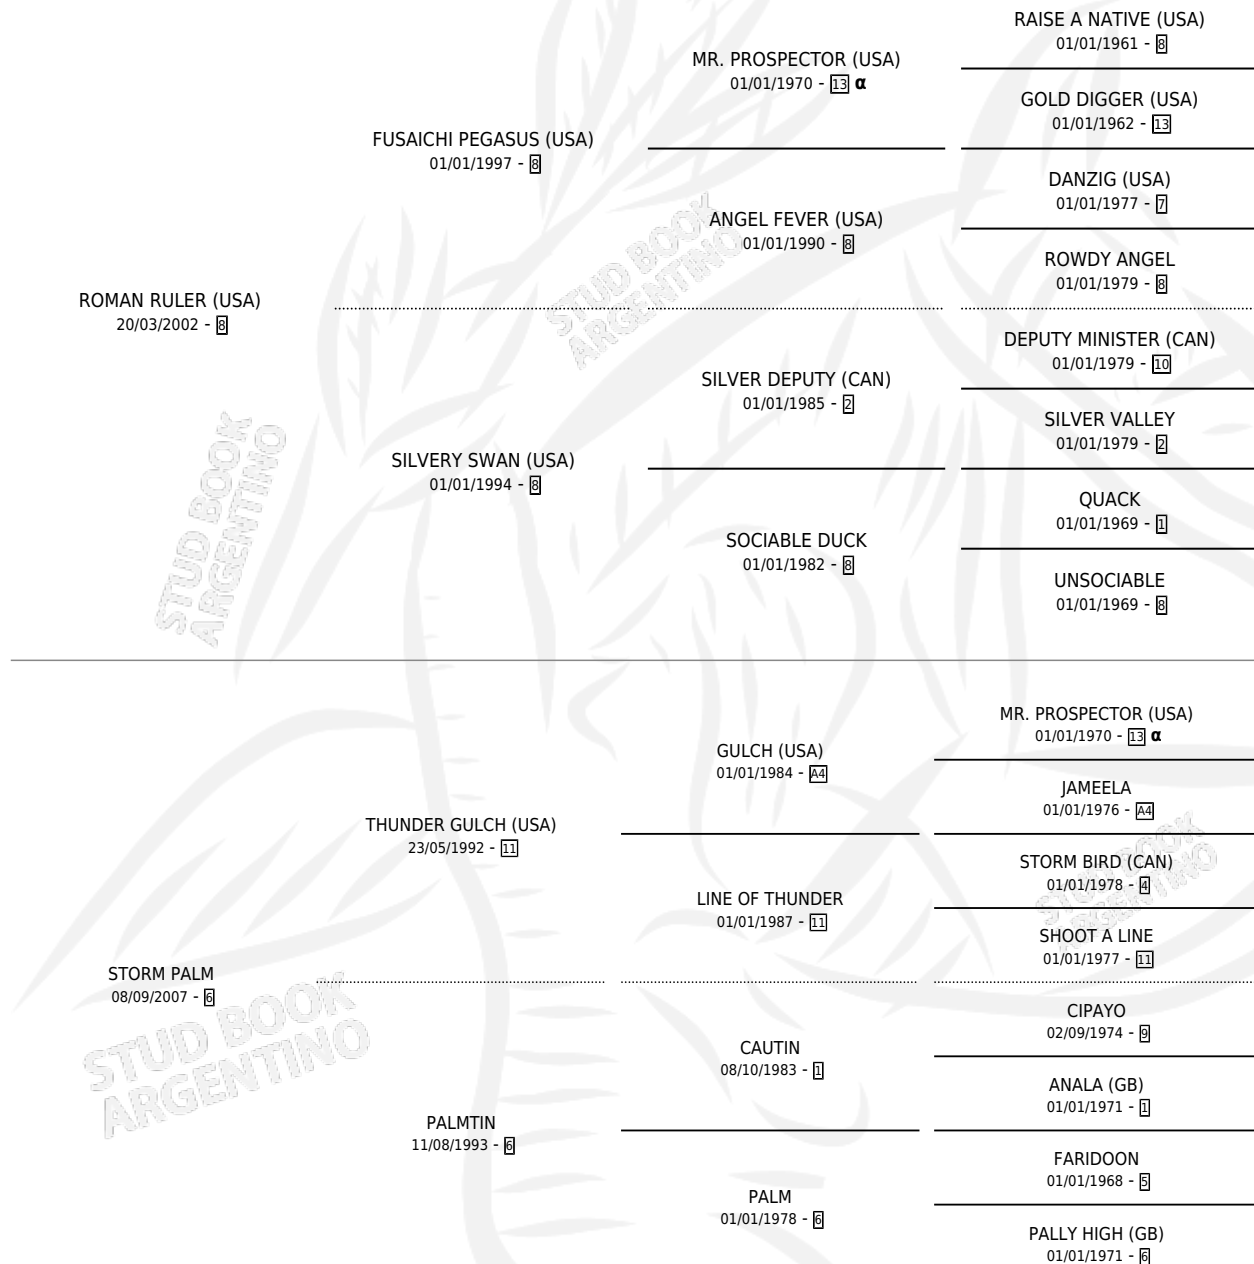 RAISE A NATIVE (USA)
01/01/1961 - 8
MR. PROSPECTOR (USA)
01/01/1970 - 13 α
GOLD DIGGER (USA)
01/01/1962 - 13
FUSAICHI PEGASUS (USA)
01/01/1997 - 8
DANZIG (USA)
01/01/1977 - 7
ANGEL FEVER (USA)
01/01/1990 - 8
ROWDY ANGEL
01/01/1979 - 8
ROMAN RULER (USA)
20/03/2002 - 8
DEPUTY MINISTER (CAN)
01/01/1979 - 10
SILVER DEPUTY (CAN)
01/01/1985 - 2
SILVER VALLEY
01/01/1979 - 2
SILVERY SWAN (USA)
01/01/1994 - 8
QUACK
01/01/1969 - 1
SOCIABLE DUCK
01/01/1982 - 8
UNSOCIABLE
01/01/1969 - 8
MR. PROSPECTOR (USA)
01/01/1970 - 13 α
GULCH (USA)
01/01/1984 - A4
JAMEELA
01/01/1976 - A4
THUNDER GULCH (USA)
23/05/1992 - 11
STORM BIRD (CAN)
01/01/1978 - 4
LINE OF THUNDER
01/01/1987 - 11
SHOOT A LINE
01/01/1977 - 11
STORM PALM
08/09/2007 - 6
CIPAYO
02/09/1974 - 9
CAUTIN
08/10/1983 - 1
ANALA (GB)
01/01/1971 - 1
PALMTIN
11/08/1993 - 6
FARIDOON
01/01/1968 - 5
PALM
01/01/1978 - 6
PALLY HIGH (GB)
01/01/1971 - 6
STUD BOOK
ARGENTINO
STUD BOOK
ARGENTINO
STUD BOOK
ARGENTINO
STUD BOOK
ARGENTINO